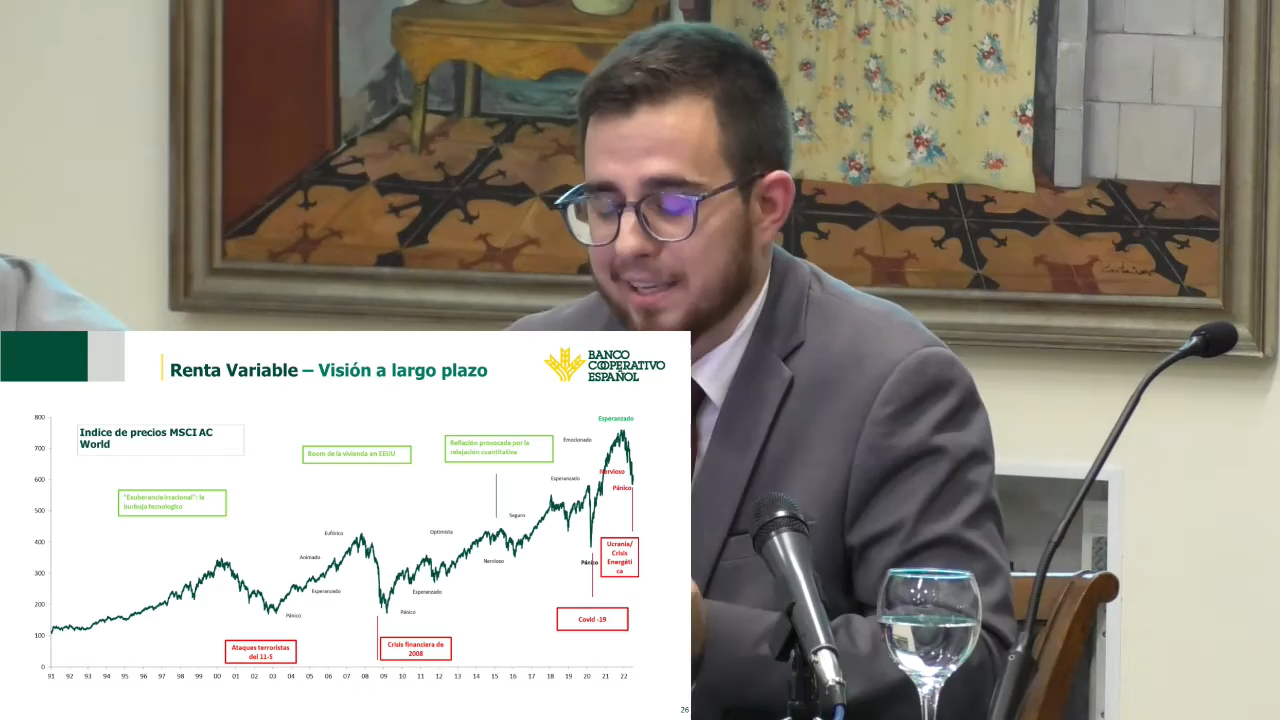 Renta Variable – Visión a largo plazo
BANCO
COOPERATIVO
ESPAÑOL
Indice de precios MSCI AC
World
800
700
600
500
400
300
200
100
0
"Exuberancia irracional": la
burbuja tecnologico
Boom de la vivienda en EEUU
Reflación provocada por la
relajación cuantitativa
Esperanzado
Emocionado
Nervioso
Pánico
Esperanzado
Seguro
Optimista
Eufórico
Animado
Esperanzado
Nervioso
Pánico
Esperanzado
Pánico
Pánico
Ucrania/
Crisis
Energéti
ca
Covid -19
Ataques terroristas
del 11-S
Crisis financiera de
2008
91 92 93 94 95 96 97 98 99 00 01 02 03 04 05 06 07 08 09 10 11 12 13 14 15 16 17 18 19 20 21 22
26